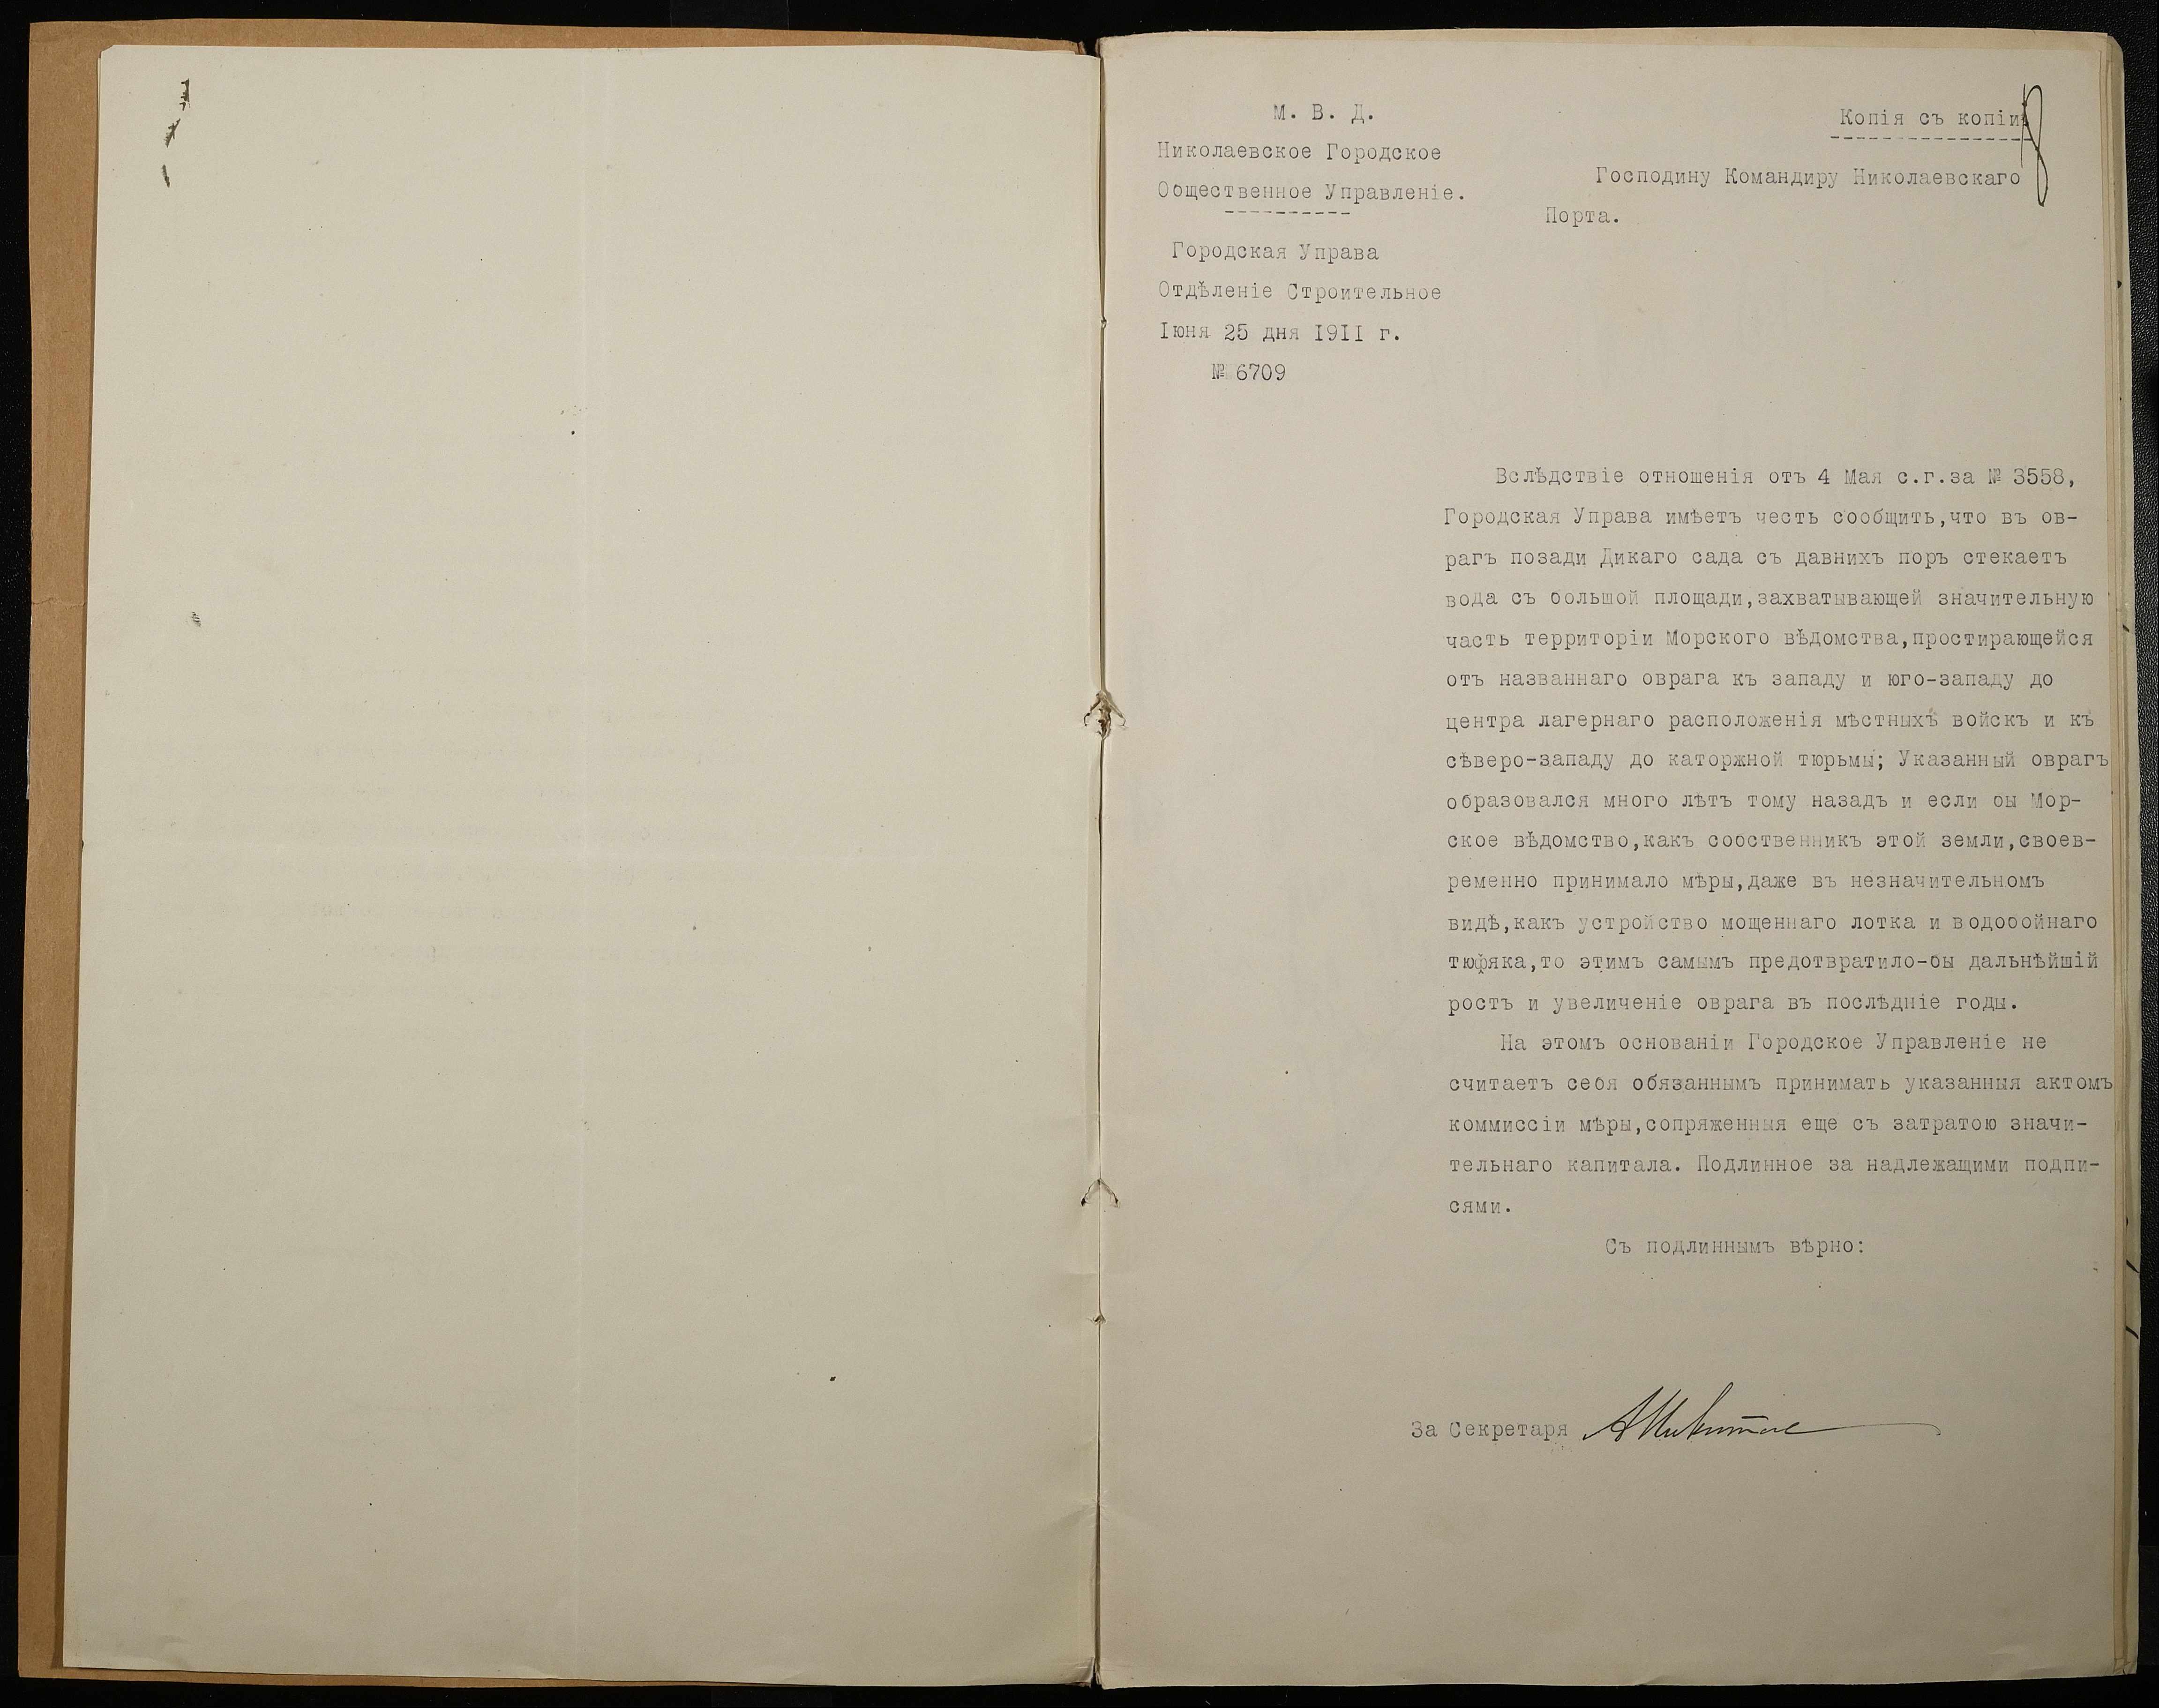 М. В. Д.
Николаевское Городское
Общественное Управленіе.
Городская Управа
Отдѣленіе Строительное
Іюня 25 дня 1911 г.
№ 6709
Копія съ копіи
8
Господину Командиру Николаевскаго
Порта.
Вслѣдствіе отношенія отъ 4 Мая с.г.за № 3558,
Городская Управа имѣетъ честь сообщить,что въ ов-
рагъ позади Дикаго сада съ давнихъ поръ стекаетъ
вода съ большой площади,захватывающей значительную
часть территоріи Морского вѣдомства,простирающейся
отъ названнаго оврага къ западу и юго-западу до
центра лагернаго расположенія мѣстныхъ войскъ и къ
сѣверо-западу до каторжной тюрьмы; Указанный оврагъ
образовался много лѣтъ тому назадъ и если бы Мор-
ское вѣдомство,какъ собственникъ этой земли,своев-
ременно принимало мѣры,даже въ незначительномъ
видѣ,какъ устройство мощеннаго лотка и водобойнаго
тюфяка,то этимъ самымъ предотвратило-бы дальнѣйшій
ростъ и увеличеніе оврага въ послѣдніе годы.
На этомъ основаніи Городское Управленіе не
считаетъ себя обязаннымъ принимать указанныя актомъ
коммиссіи мѣры,сопряженныя еще съ затратою значи-
тельнаго капитала. Подлинное за надлежащими подпи-
сями.
Съ подлиннымъ вѣрно:
За Секретаря